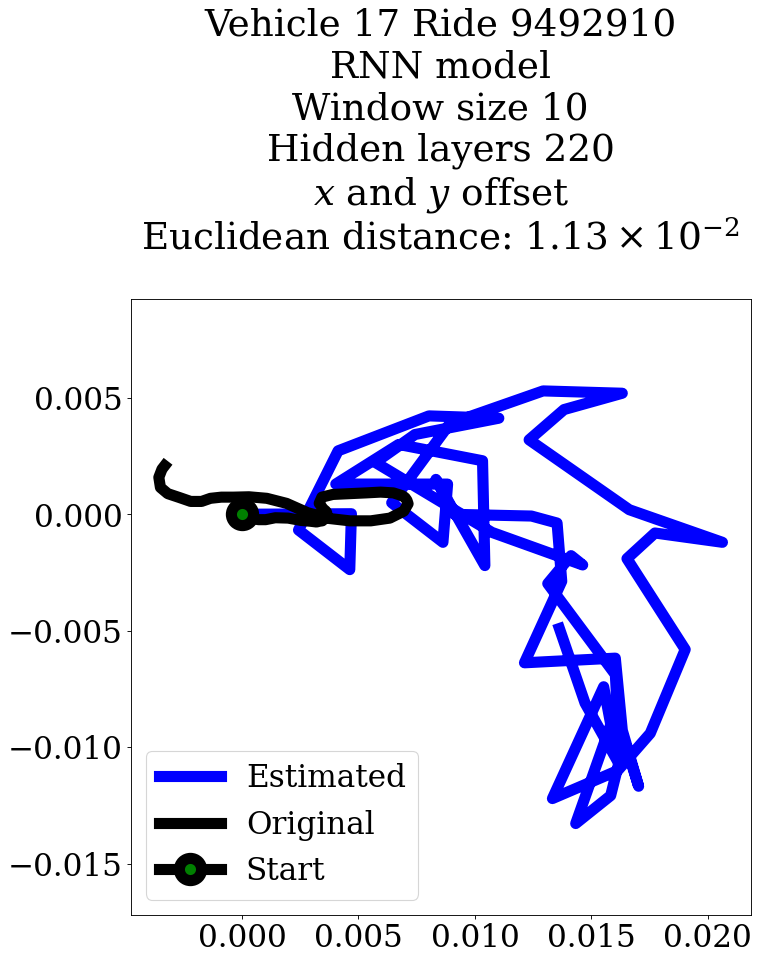 Vehicle 17 Ride 9492910
RNN model
Window size 10
Hidden layers 220
x and y offset
Euclidean distance: 1.13 × 10⁻²
0.005
0.000
−0.005
−0.010
−0.015
Estimated
Original
Start
0.000 0.005 0.010 0.015 0.020